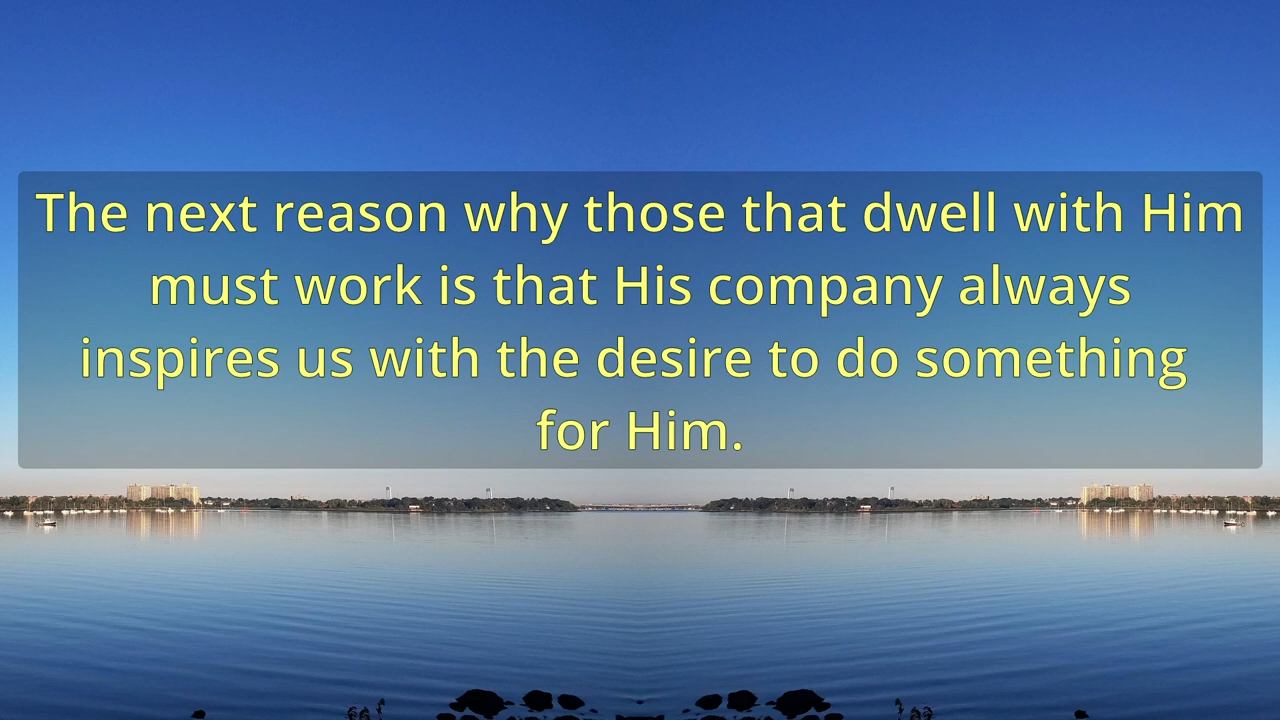 The next reason why those that dwell with Him
must work is that His company always
inspires us with the desire to do something
for Him.